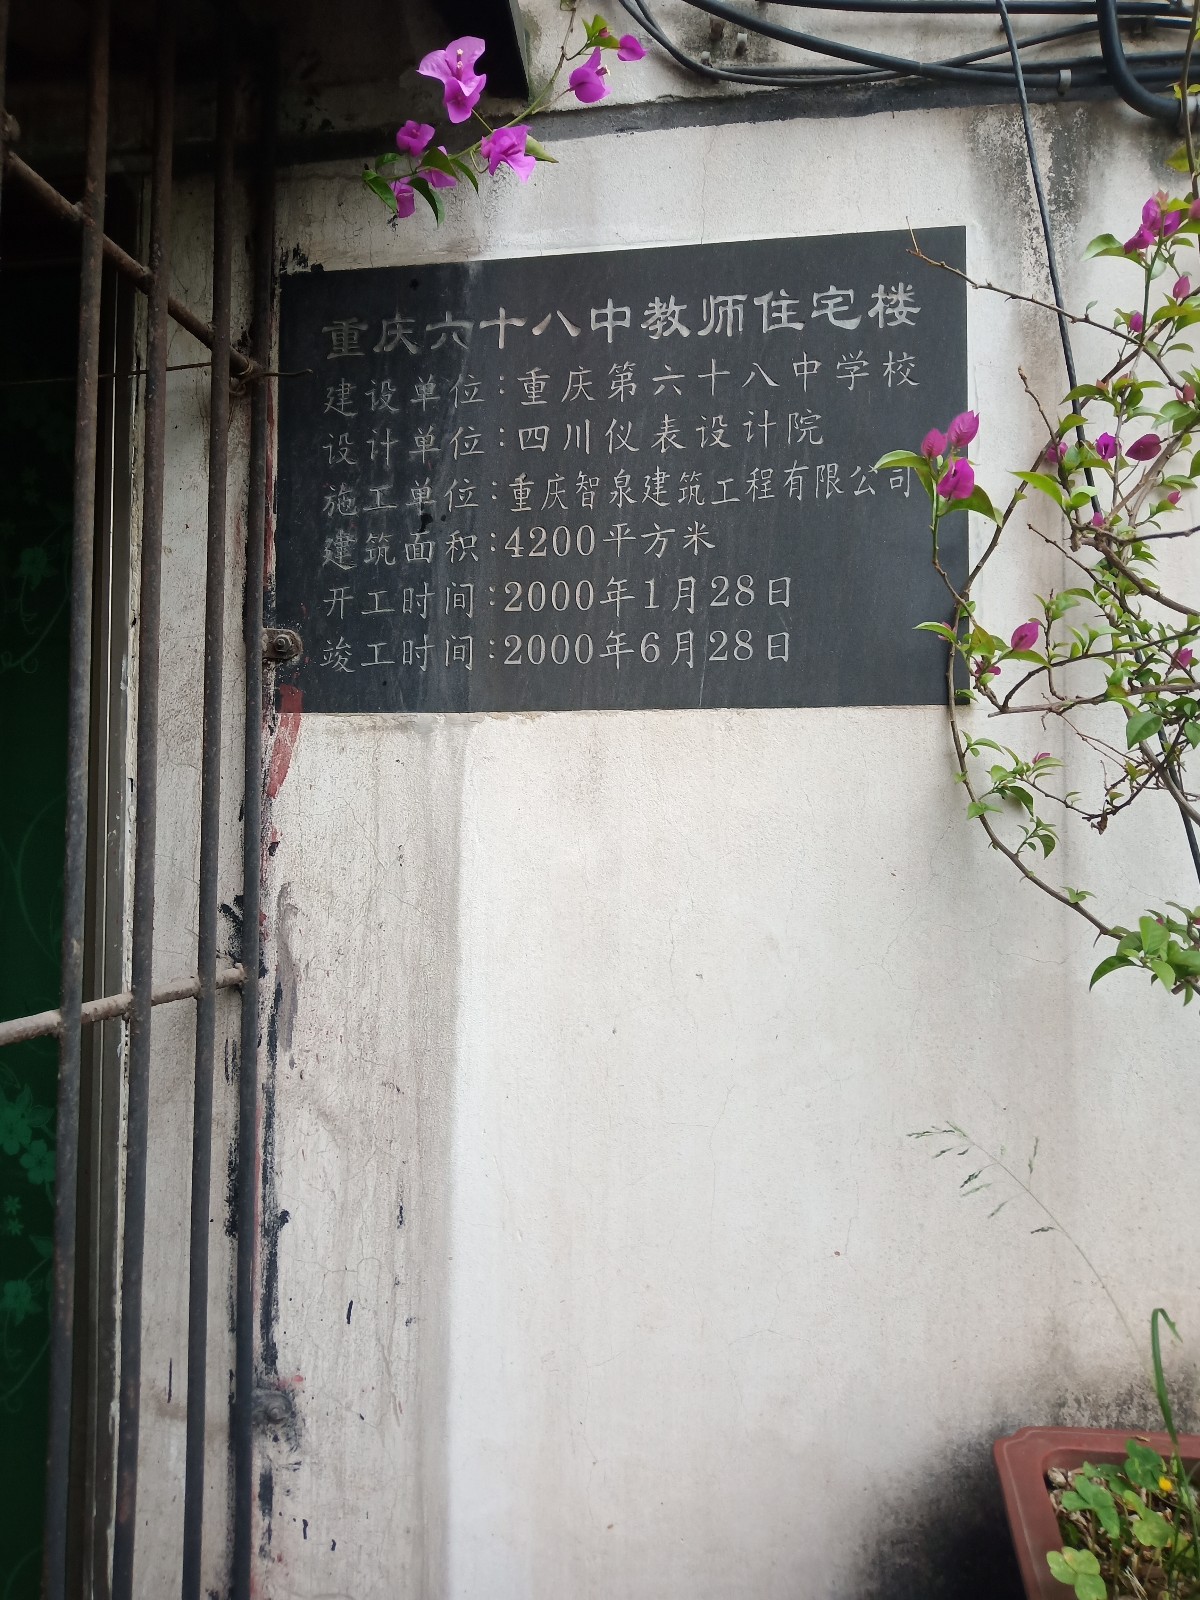 重庆六十八中教师住宅楼
建设单位:重庆第六十八中学校
设计单位:四川仪表设计院
施工单位:重庆智泉建筑工程有限公司
建筑面积:4200平方米
开工时间:2000年1月28日
竣工时间:2000年6月28日